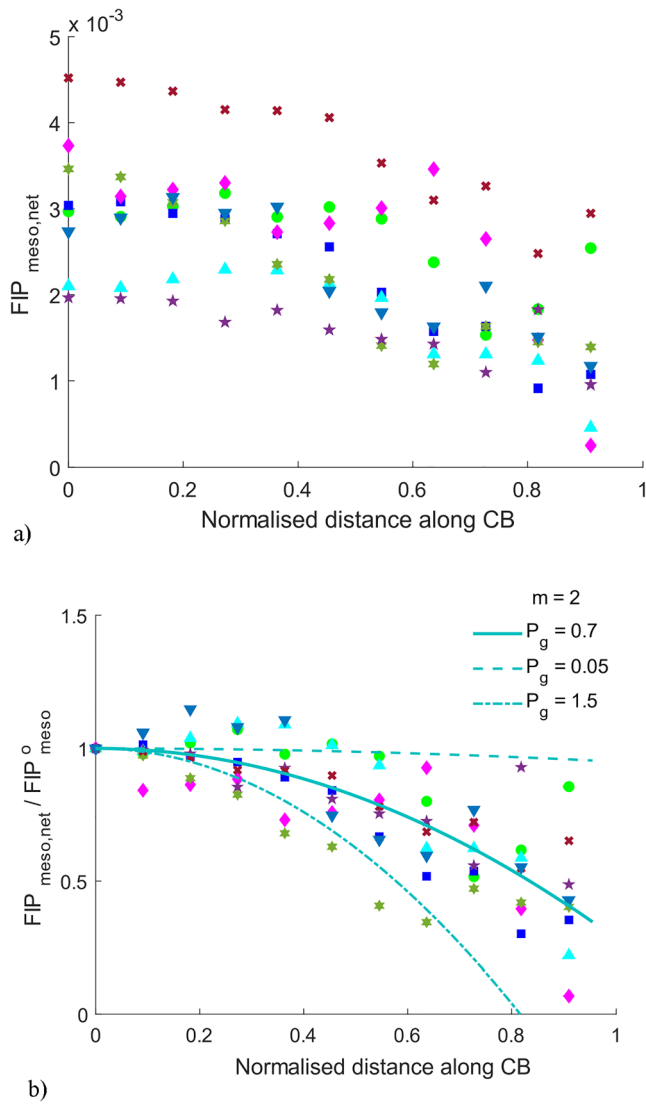 × 10⁻³
5
4
3
2
1
0
FIP meso,net
0 0.2 0.4 0.6 0.8 1
Normalised distance along CB
a)
1.5
1
0.5
0
FIP meso,net / FIP° meso
m = 2
P g = 0.7
P g = 0.05
P g = 1.5
0 0.2 0.4 0.6 0.8 1
Normalised distance along CB
b)